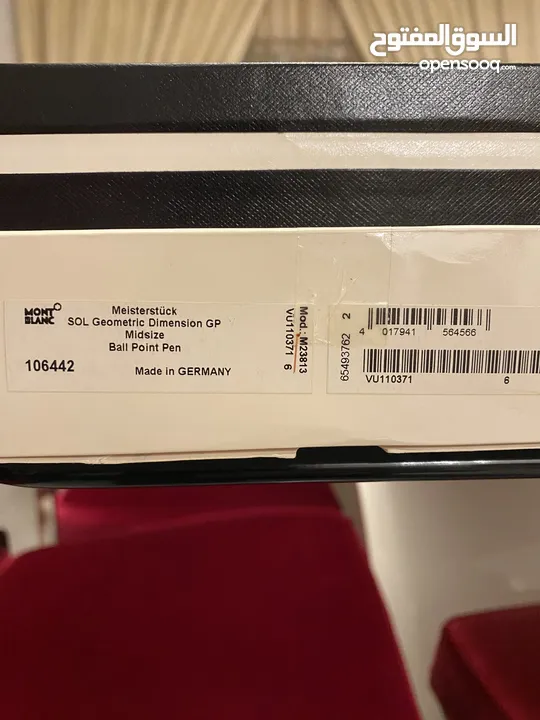 السوق المفتوح
opensooq.com
MONT
BLANC
Meisterstück
SOL Geometric Dimension GP
Midsize
Ball Point Pen
106442
Made in GERMANY
Mod.: M23813
VU110371 6
65493762 2
4 017941 564566
VU110371 6